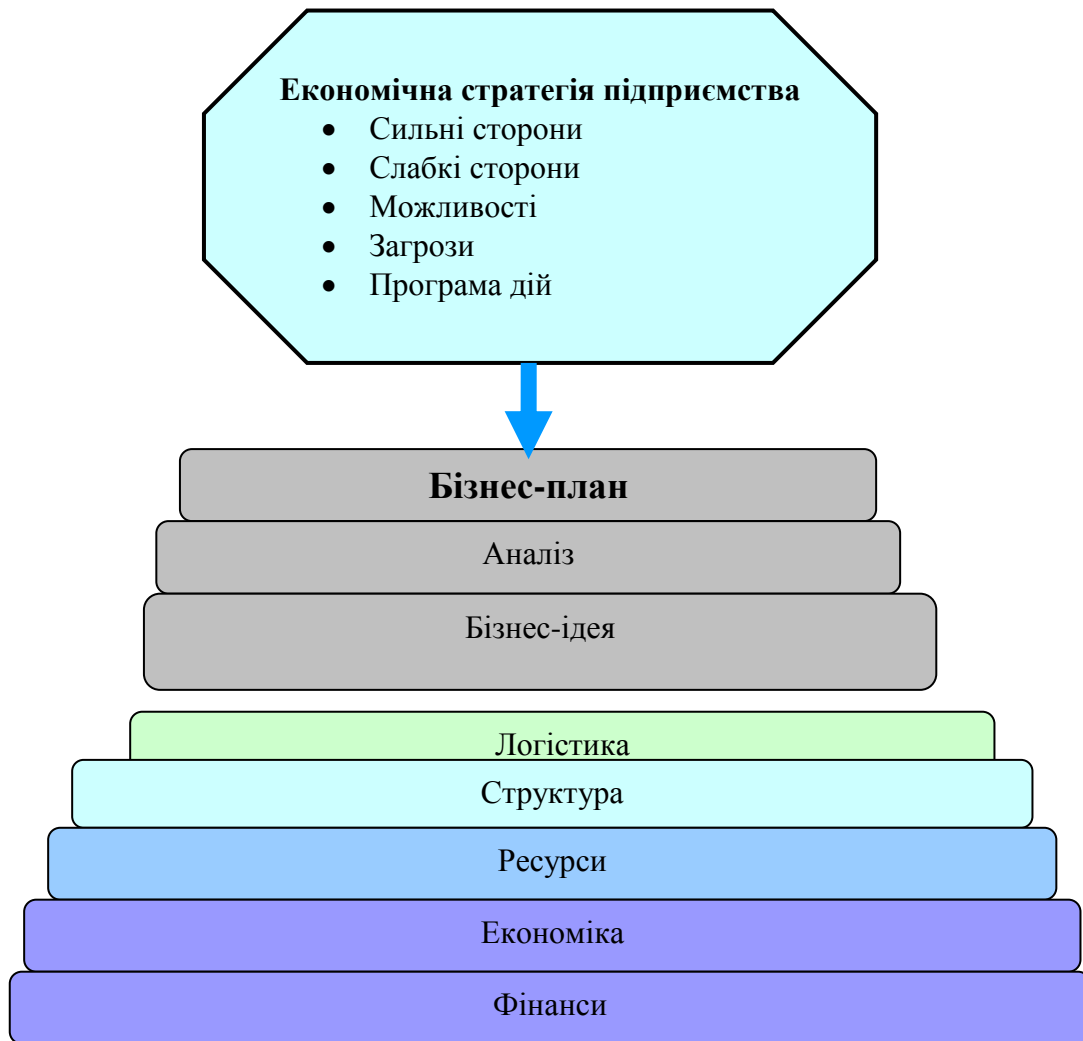 Економічна стратегія підприємства
• Сильні сторони
• Слабкі сторони
• Можливості
• Загрози
• Програма дій
Бізнес-план
Аналіз
Бізнес-ідея
Логістика
Структура
Ресурси
Економіка
Фінанси